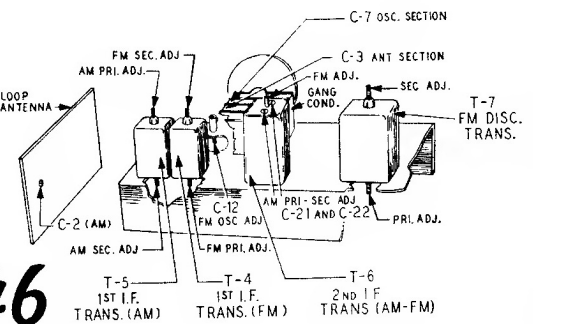 C-7 OSC. SECTION
FM SEC. ADJ
C-3 ANT SECTION
AM PRI. ADJ.
FM ADJ.
LOOP
ANTENNA
GANG
COND.
SEC ADJ.
T-7
FM DISC.
TRANS.
AM PRI - SEC ADJ
C-21 AND C-22
C-12
FM OSC ADJ
C-2 (AM)
PRI. ADJ.
AM SEC. ADJ
FM PRI. ADJ.
T-5
1ST I.F.
TRANS. (AM)
T-4
1ST I.F.
TRANS. (FM)
T-6
2ND I F
TRANS (AM-FM)
6